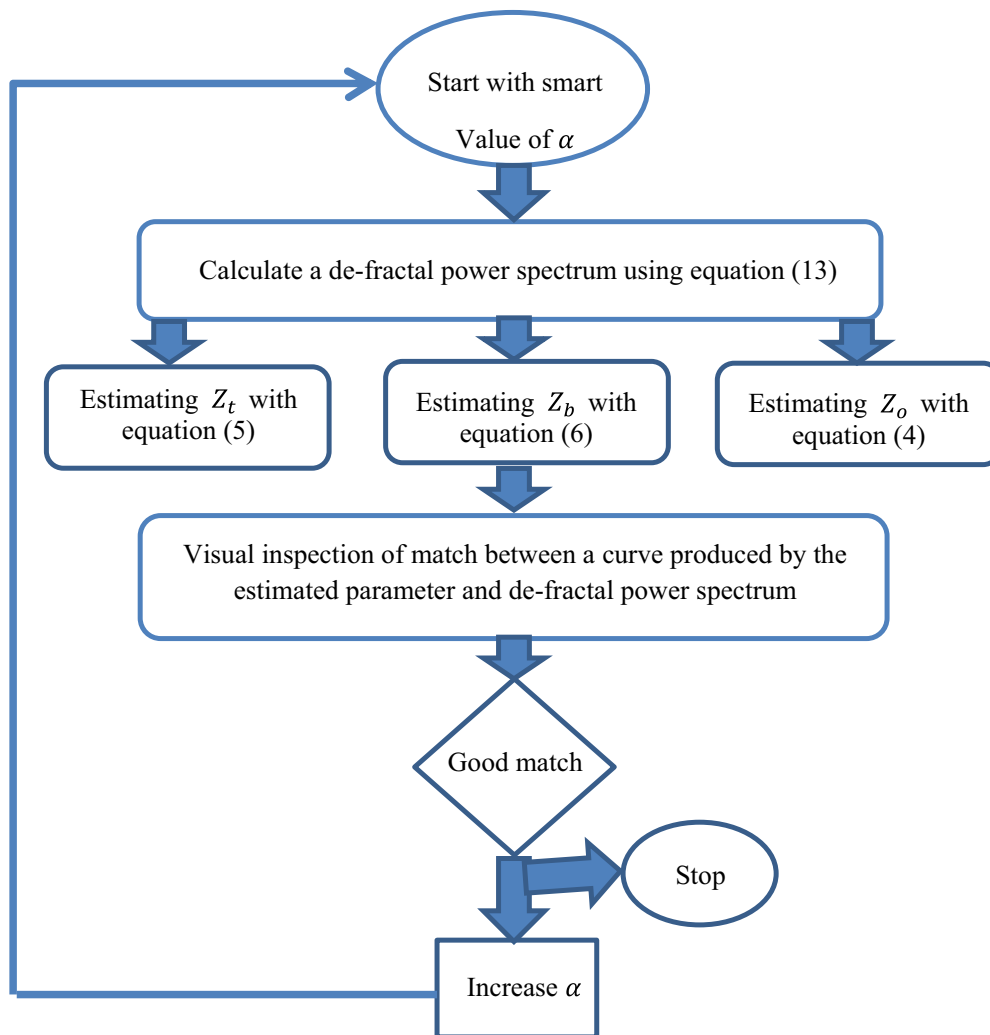 Start with smart
Value of α
Calculate a de-fractal power spectrum using equation (13)
Estimating Z_t with
equation (5)
Estimating Z_b with
equation (6)
Estimating Z_o with
equation (4)
Visual inspection of match between a curve produced by the
estimated parameter and de-fractal power spectrum
Good match
Stop
Increase α